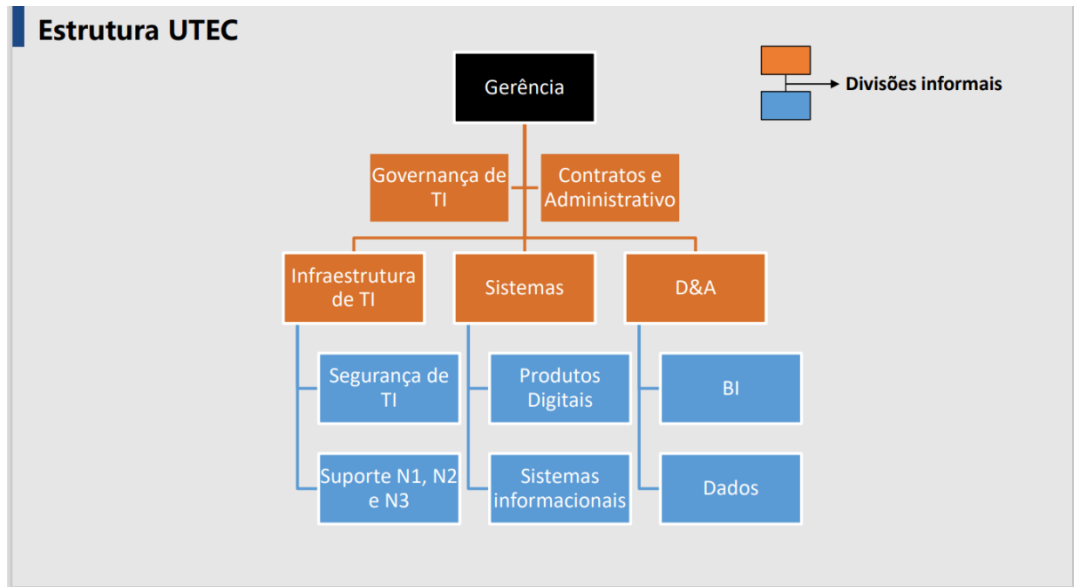 Estrutura UTEC
Gerência
Divisões informais
Governança de
TI
Contratos e
Administrativo
Infraestrutura
de TI
Sistemas
D&A
Segurança de
TI
Produtos
Digitais
BI
Suporte N1, N2
e N3
Sistemas
informacionais
Dados